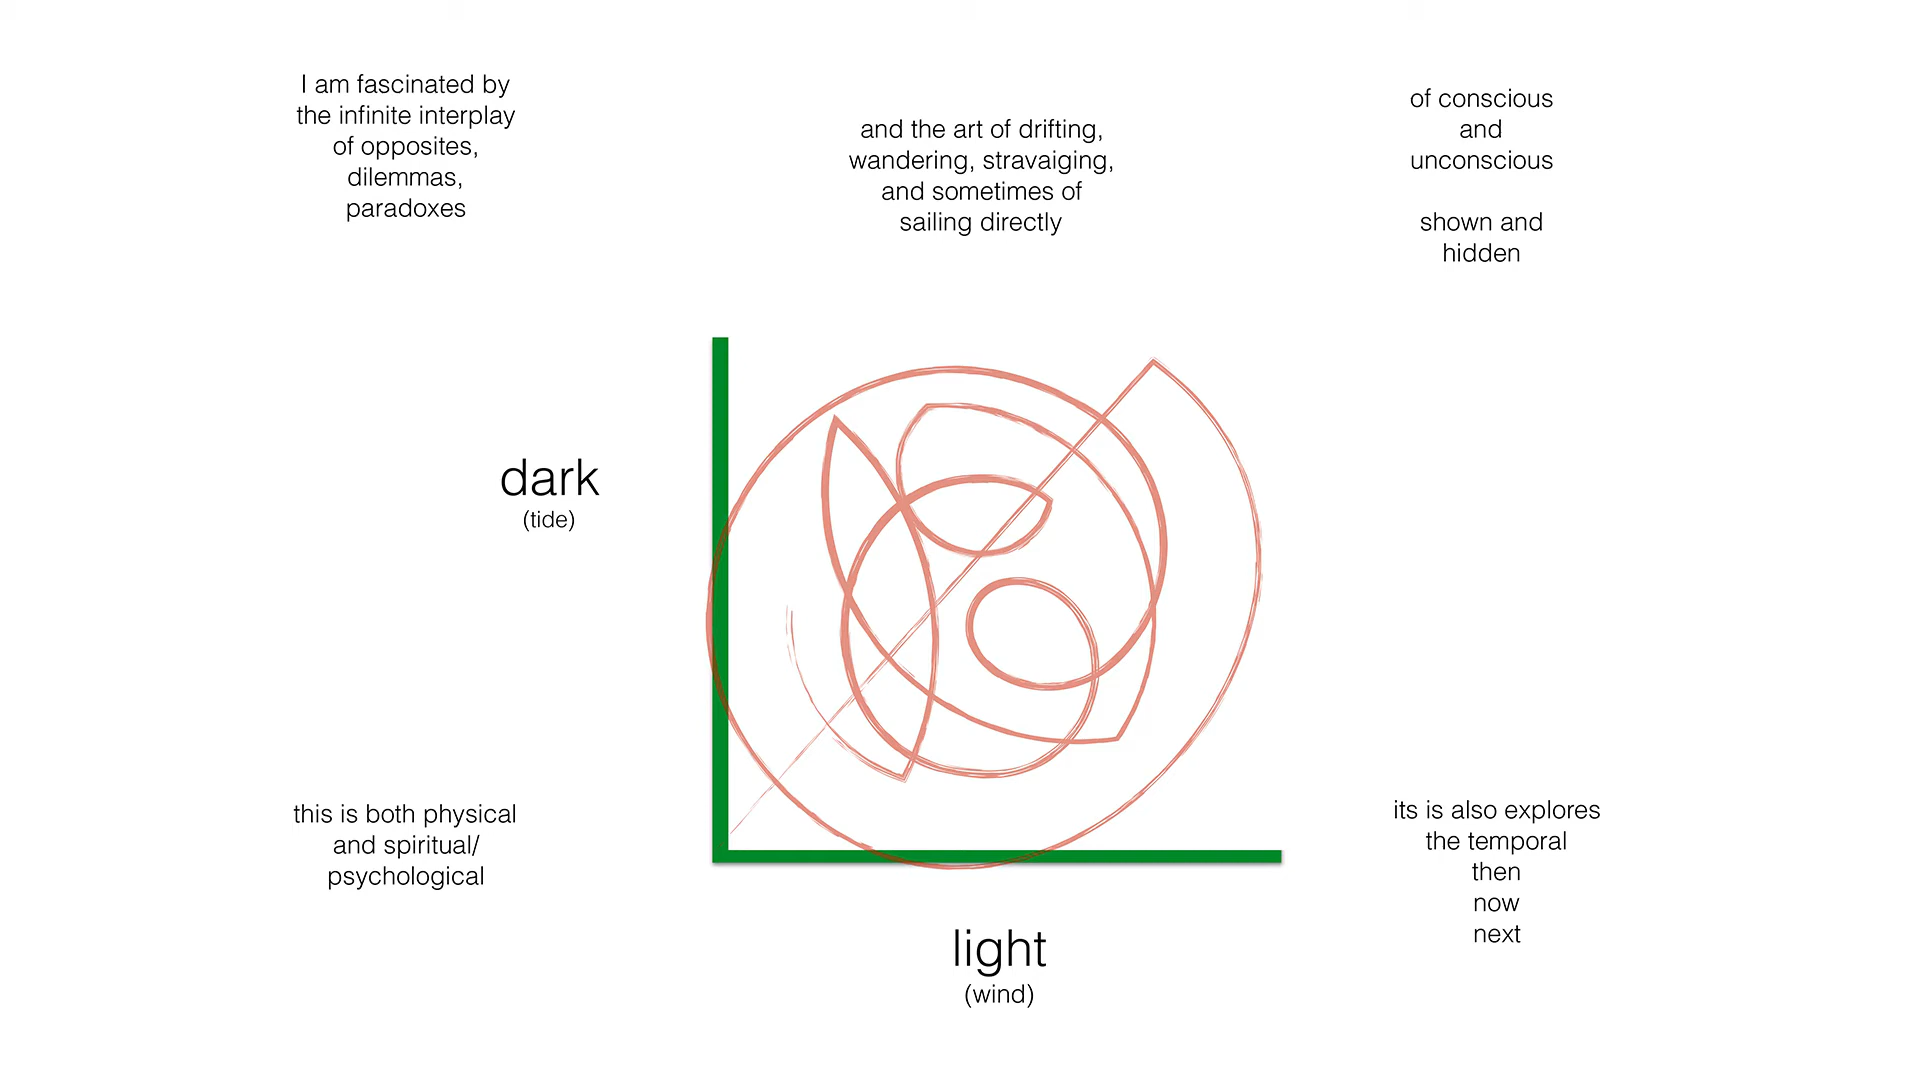 I am fascinated by
the infinite interplay
of opposites,
dilemmas,
paradoxes
and the art of drifting,
wandering, stravaiging,
and sometimes of
sailing directly
of conscious
and
unconscious
shown and
hidden
dark
(tide)
this is both physical
and spiritual/
psychological
light
(wind)
its is also explores
the temporal
then
now
next